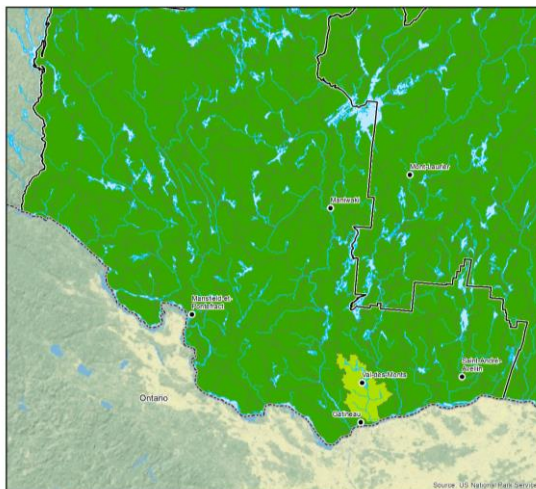 Mont-Laurier
Maniwaki
Mansfield-et-
Pontefract
Saint-André-
Avellin
Val-des-Monts
Ontario
Gatineau
Source: US National Park Service